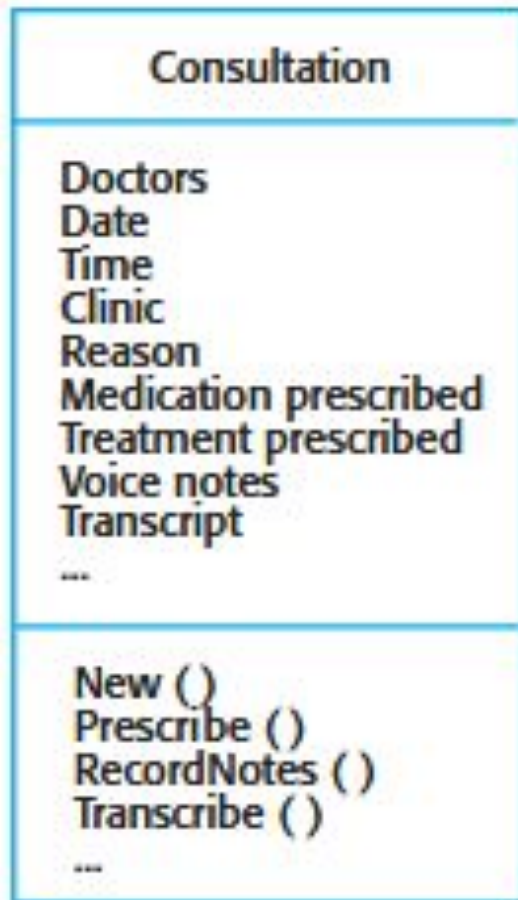 Consultation
Doctors
Date
Time
Clinic
Reason
Medication prescribed
Treatment prescribed
Voice notes
Transcript
...
New ( )
Prescribe ( )
RecordNotes ( )
Transcribe ( )
...